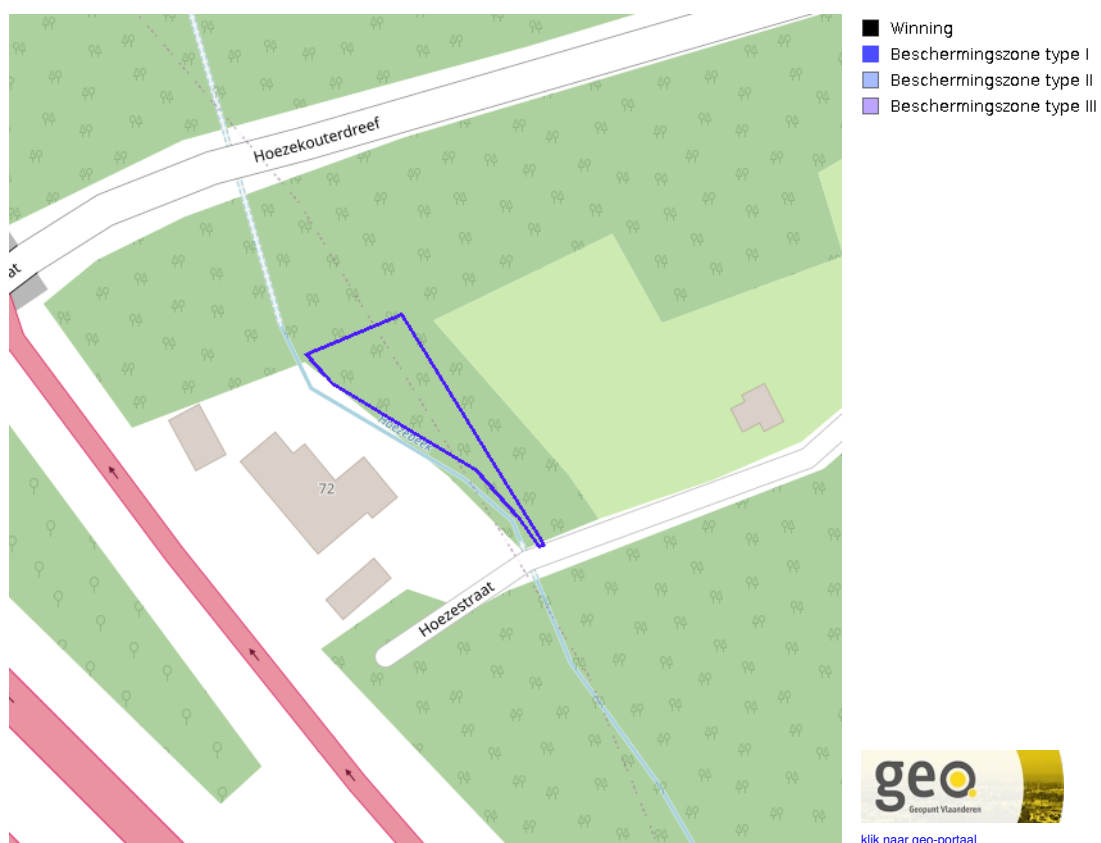 Winning
Beschermingszone type I
Beschermingszone type II
Beschermingszone type III
Hoezekouterdreef
at
Hoezebeek
72
Hoezestraat
geo.
Geopunt Vlaanderen
klik naar geo-portaal